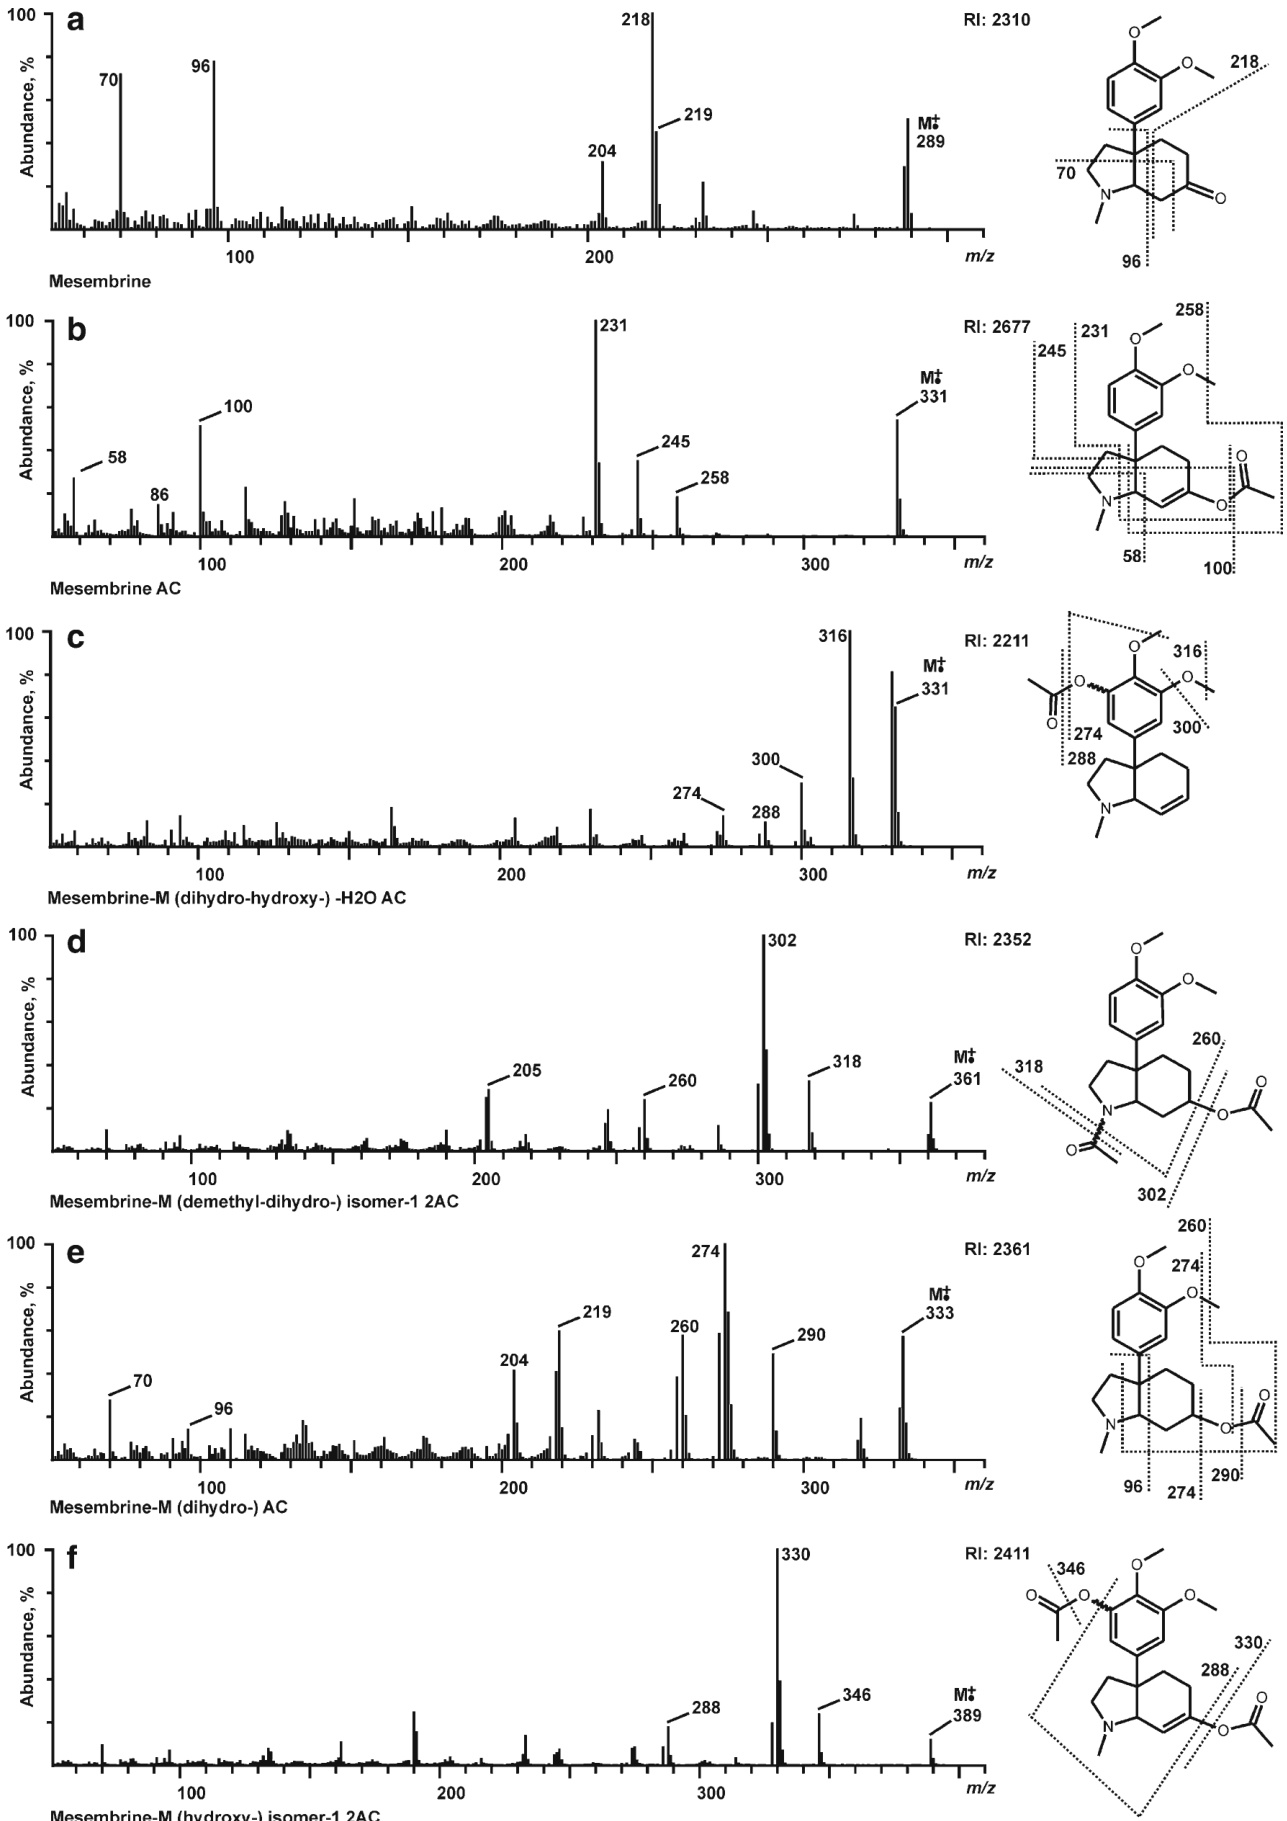 a
100
Abundance, %
70
96
204
218
219
M+•
289
100
200
m/z
Mesembrine
RI: 2310
O
O
218
70
N
O
96
b
100
Abundance, %
58
86
100
231
245
258
M+•
331
100
200
300
m/z
Mesembrine AC
RI: 2677
258
231
245
O
O
O
N
O
58
100
c
100
Abundance, %
274
288
300
316
M+•
331
100
200
300
m/z
Mesembrine-M (dihydro-hydroxy-) -H2O AC
RI: 2211
O
316
O
O
O
274
300
288
N
d
100
Abundance, %
205
260
302
318
M+•
361
100
200
300
m/z
Mesembrine-M (demethyl-dihydro-) isomer-1 2AC
RI: 2352
O
O
260
318
O
N
O
O
302
e
100
Abundance, %
70
96
204
219
260
274
290
M+•
333
100
200
300
m/z
Mesembrine-M (dihydro-) AC
RI: 2361
260
O
274
O
O
N
O
96
274
290
f
100
Abundance, %
288
330
346
M+•
389
100
200
300
m/z
Mesembrine-M (hydroxy-) isomer-1 2AC
RI: 2411
346
O
O
O
O
330
288
O
N
O